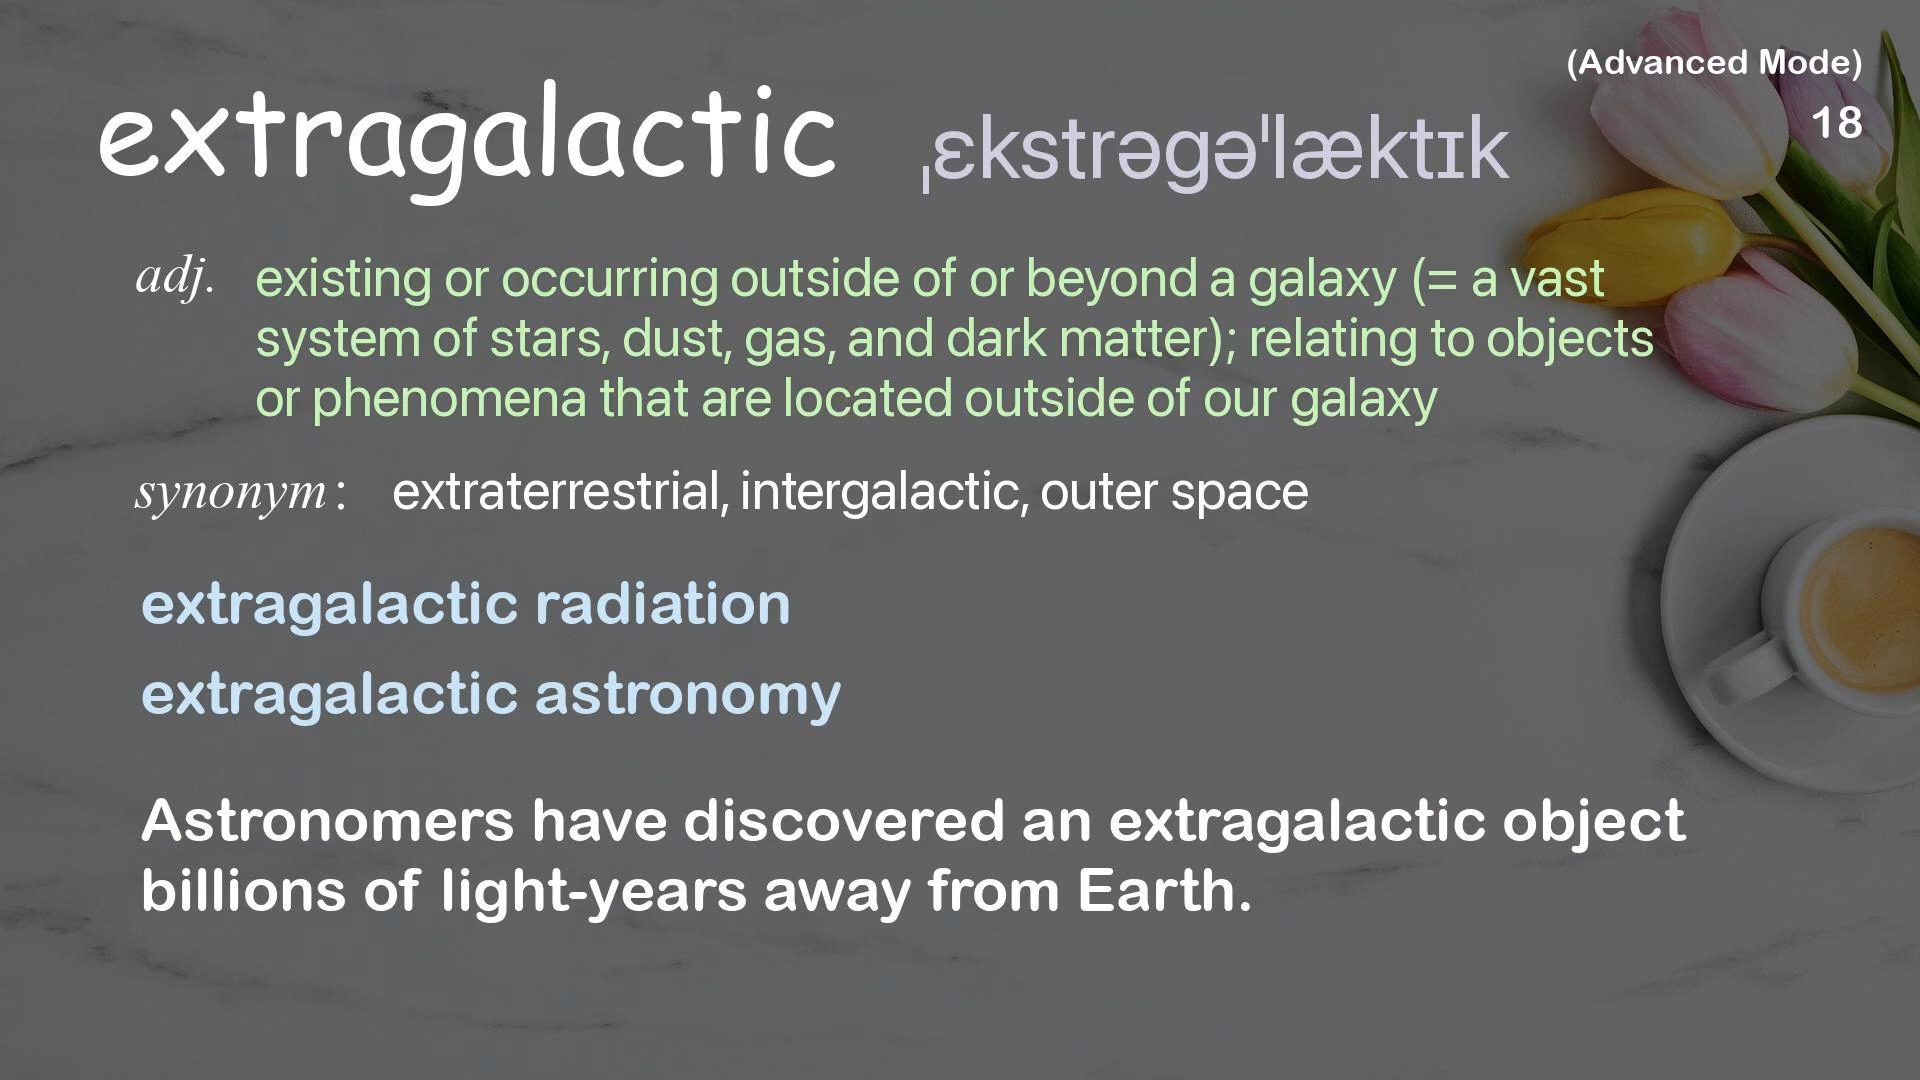 (Advanced Mode)
extragalactic ˌɛkstrəgəˈlæktɪk
18
adj. existing or occurring outside of or beyond a galaxy (= a vast
system of stars, dust, gas, and dark matter); relating to objects
or phenomena that are located outside of our galaxy
synonym: extraterrestrial, intergalactic, outer space
extragalactic radiation
extragalactic astronomy
Astronomers have discovered an extragalactic object
billions of light-years away from Earth.